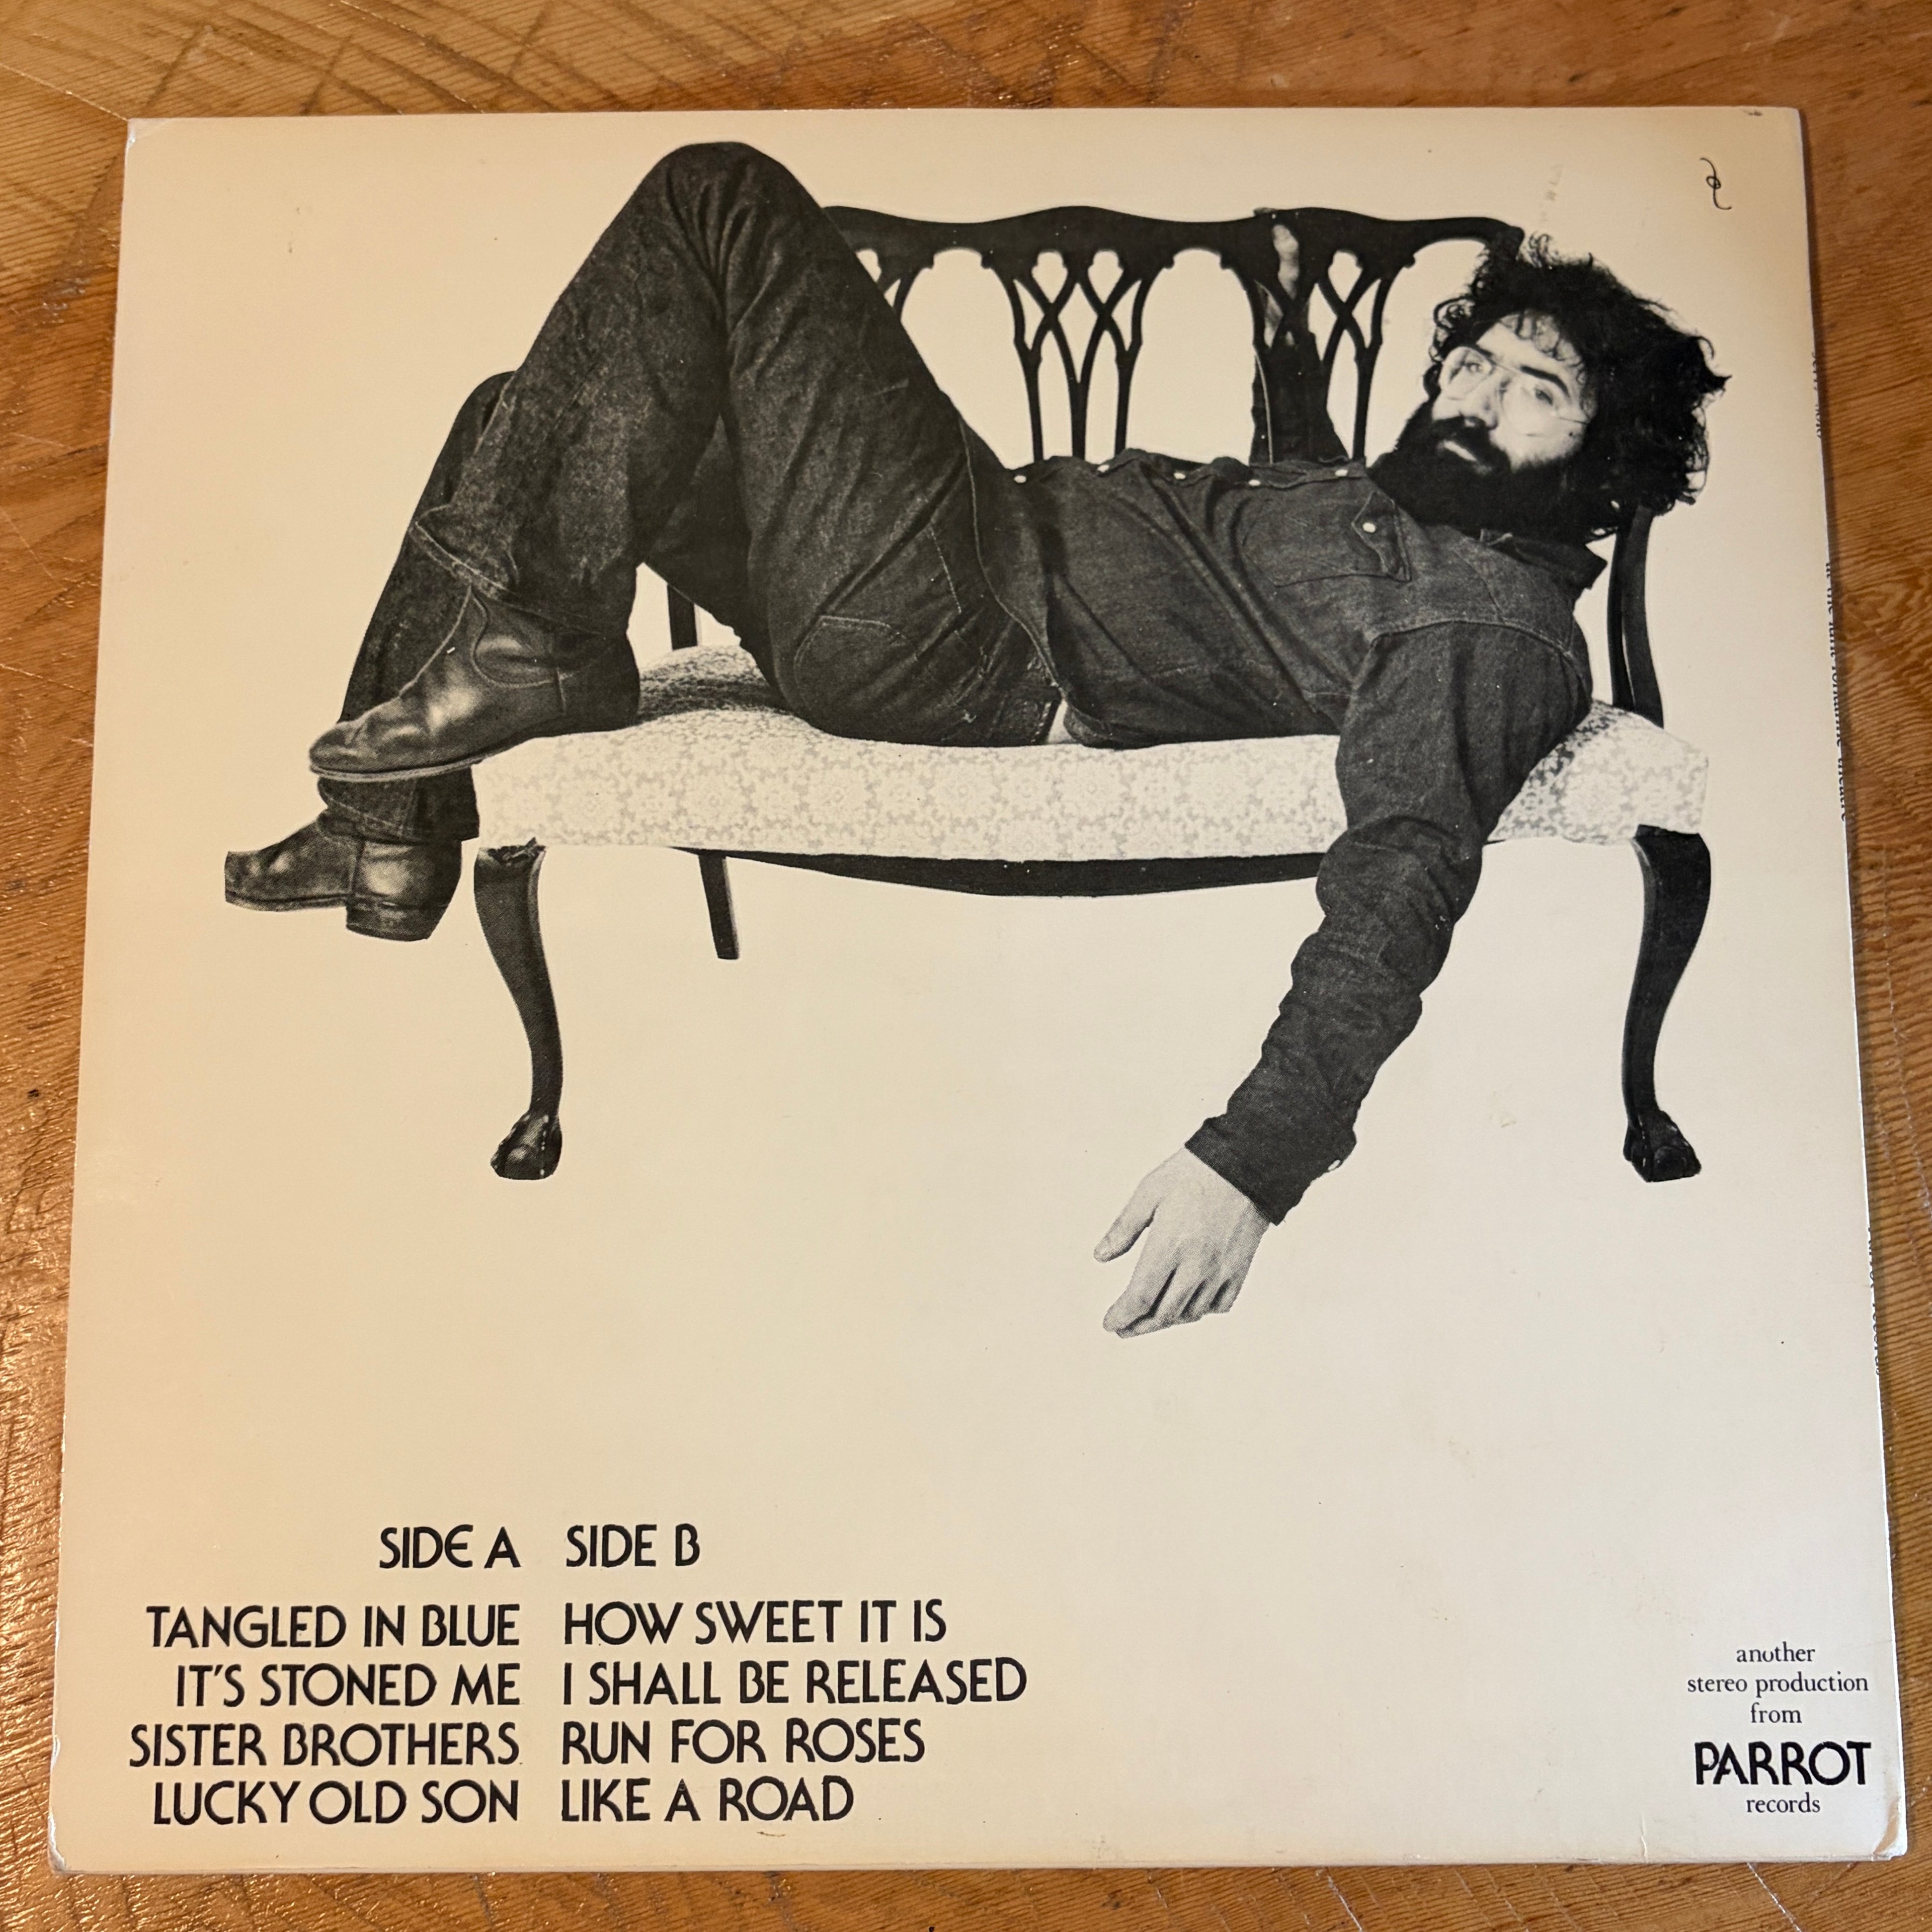 SIDE A
TANGLED IN BLUE
IT'S STONED ME
SISTER BROTHERS
LUCKY OLD SON
SIDE B
HOW SWEET IT IS
I SHALL BE RELEASED
RUN FOR ROSES
LIKE A ROAD
another
stereo production
from
PARROT
records